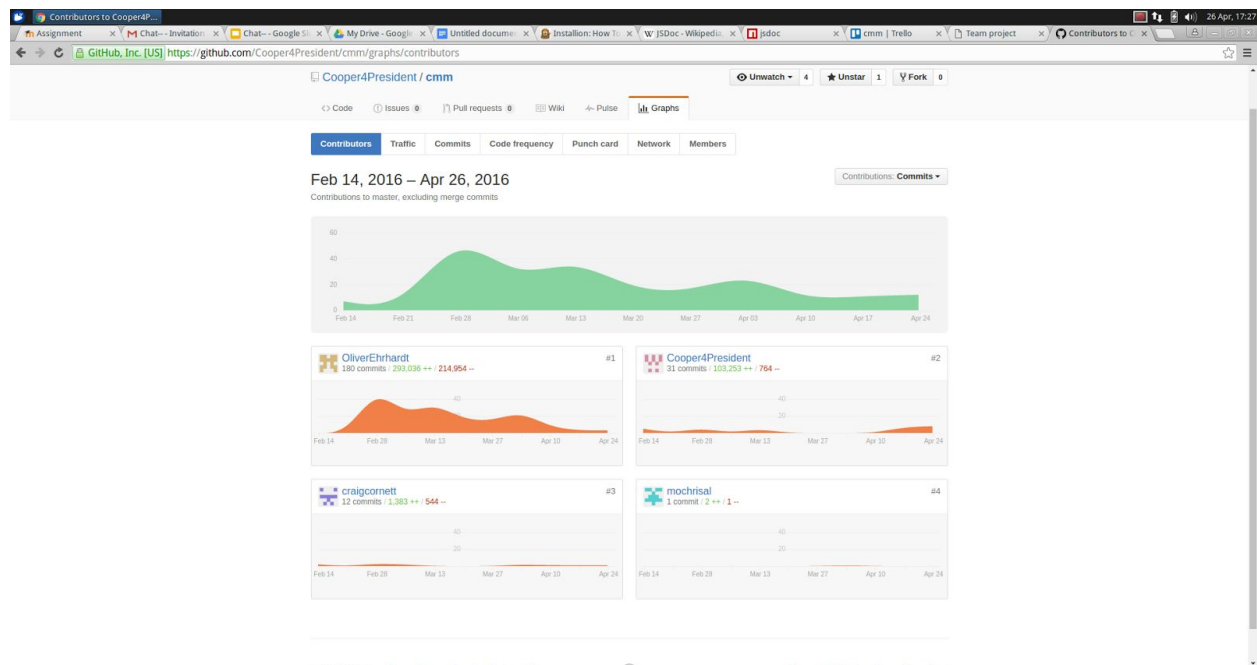 Contributors to Cooper4P...
26 Apr, 17:27
Assignment
Chat-- - Invitation
Chat-- - Google Sl
My Drive - Google
Untitled documen
Installion: How To
JSDoc - Wikipedia,
jsdoc
cmm | Trello
Team project
Contributors to C
GitHub, Inc. [US] https://github.com/Cooper4President/cmm/graphs/contributors
Cooper4President / cmm
Unwatch 4
Unstar 1
Fork 0
Code
Issues 0
Pull requests 0
Wiki
Pulse
Graphs
Contributors
Traffic
Commits
Code frequency
Punch card
Network
Members
Feb 14, 2016 – Apr 26, 2016
Contributions: Commits
Contributions to master, excluding merge commits
60
40
20
0
Feb 14 Feb 21 Feb 28 Mar 06 Mar 13 Mar 20 Mar 27 Apr 03 Apr 10 Apr 17 Apr 24
OliverEhrhardt #1
180 commits / 293,036 ++ / 214,954 --
40
Feb 14 Feb 28 Mar 13 Mar 27 Apr 10 Apr 24
Cooper4President #2
31 commits / 103,253 ++ / 764 --
40
20
Feb 14 Feb 28 Mar 13 Mar 27 Apr 10 Apr 24
craigcornett #3
12 commits / 1,383 ++ / 544 --
40
20
Feb 14 Feb 28 Mar 13 Mar 27 Apr 10 Apr 24
mochrisal #4
1 commit / 2 ++ / 1 --
40
20
Feb 14 Feb 28 Mar 13 Mar 27 Apr 10 Apr 24